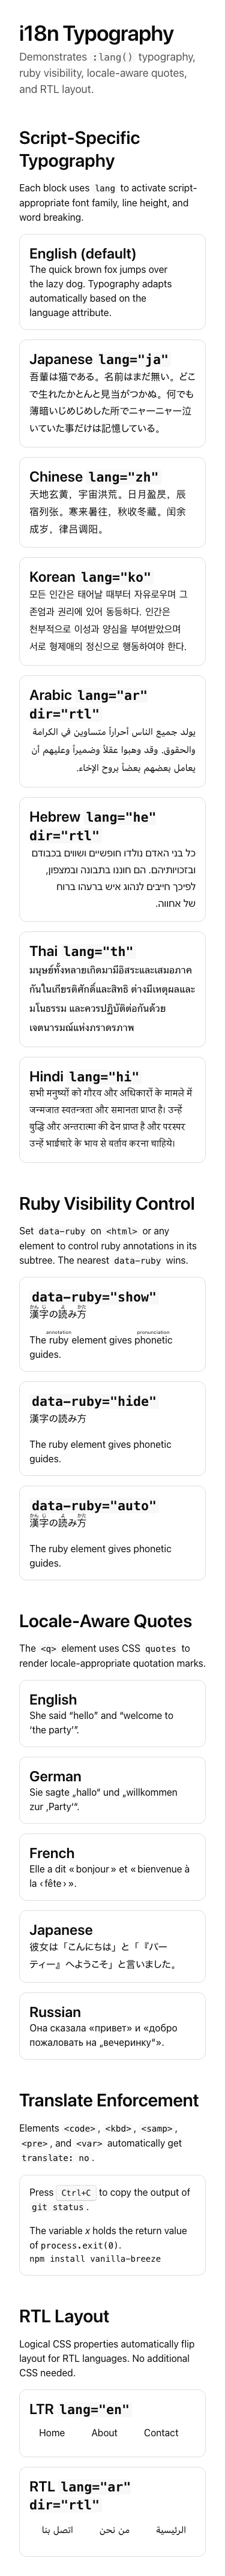 i18n Typography
Demonstrates :lang() typography,
ruby visibility, locale-aware quotes,
and RTL layout.
Script-Specific
Typography
Each block uses lang to activate script-
appropriate font family, line height, and
word breaking.
English (default)
The quick brown fox jumps over
the lazy dog. Typography adapts
automatically based on the
language attribute.
Japanese lang="ja"
吾輩は猫である。名前はまだ無い。どこ
で生れたかとんと見当がつかぬ。何でも
薄暗いじめじめした所でニャーニャー泣
いていた事だけは記憶している。
Chinese lang="zh"
天地玄黄，宇宙洪荒。日月盈昃，辰
宿列张。寒来暑往，秋收冬藏。闰余
成岁，律吕调阳。
Korean lang="ko"
모든 인간은 태어날 때부터 자유로우며 그
존엄과 권리에 있어 동등하다. 인간은
천부적으로 이성과 양심을 부여받았으며
서로 형제애의 정신으로 행동하여야 한다.
Arabic lang="ar"
dir="rtl"
يولد جميع الناس أحراراً متساوين في الكرامة
والحقوق. وقد وهبوا عقلاً وضميراً وعليهم أن
يعامل بعضهم بعضاً بروح الإخاء.
Hebrew lang="he"
dir="rtl"
כל בני האדם נולדו חופשיים ושווים בכבודם
ובזכויותיהם. הם חוננו בתבונה ובמצפון,
לפיכך חייבים לנהוג איש ברעהו ברוח
של אחווה.
Thai lang="th"
มนุษย์ทั้งหลายเกิดมามีอิสระและเสมอภาค
กันในเกียรติศักดิ์และสิทธิ ต่างมีเหตุผลและ
มโนธรรม และควรปฏิบัติต่อกันด้วย
เจตนารมณ์แห่งภราดรภาพ
Hindi lang="hi"
सभी मनुष्यों को गौरव और अधिकारों के मामले में
जन्मजात स्वतन्त्रता और समानता प्राप्त है। उन्हें
बुद्धि और अन्तरात्मा की देन प्राप्त है और परस्पर
उन्हें भाईचारे के भाव से बर्ताव करना चाहिये।
Ruby Visibility Control
Set data-ruby on <html> or any
element to control ruby annotations in its
subtree. The nearest data-ruby wins.
data-ruby="show"
かん じ よ かた
漢字の読み方
annotation pronunciation
The ruby element gives phonetic
guides.
data-ruby="hide"
漢字の読み方
The ruby element gives phonetic
guides.
data-ruby="auto"
かん じ よ かた
漢字の読み方
The ruby element gives phonetic
guides.
Locale-Aware Quotes
The <q> element uses CSS quotes to
render locale-appropriate quotation marks.
English
She said “hello” and “welcome to
‘the party’”.
German
Sie sagte „hallo“ und „willkommen
zur ‚Party‘“.
French
Elle a dit « bonjour » et « bienvenue à
la ‹ fête › ».
Japanese
彼女は「こんにちは」と「『パー
ティー』へようこそ」と言いました。
Russian
Она сказала «привет» и «добро
пожаловать на „вечеринку“».
Translate Enforcement
Elements <code>, <kbd>, <samp>,
<pre>, and <var> automatically get
translate: no.
Press Ctrl+C to copy the output of
git status.
The variable x holds the return value
of process.exit(0).
npm install vanilla-breeze
RTL Layout
Logical CSS properties automatically flip
layout for RTL languages. No additional
CSS needed.
LTR lang="en"
Home About Contact
RTL lang="ar"
dir="rtl"
الرئيسية من نحن اتصل بنا